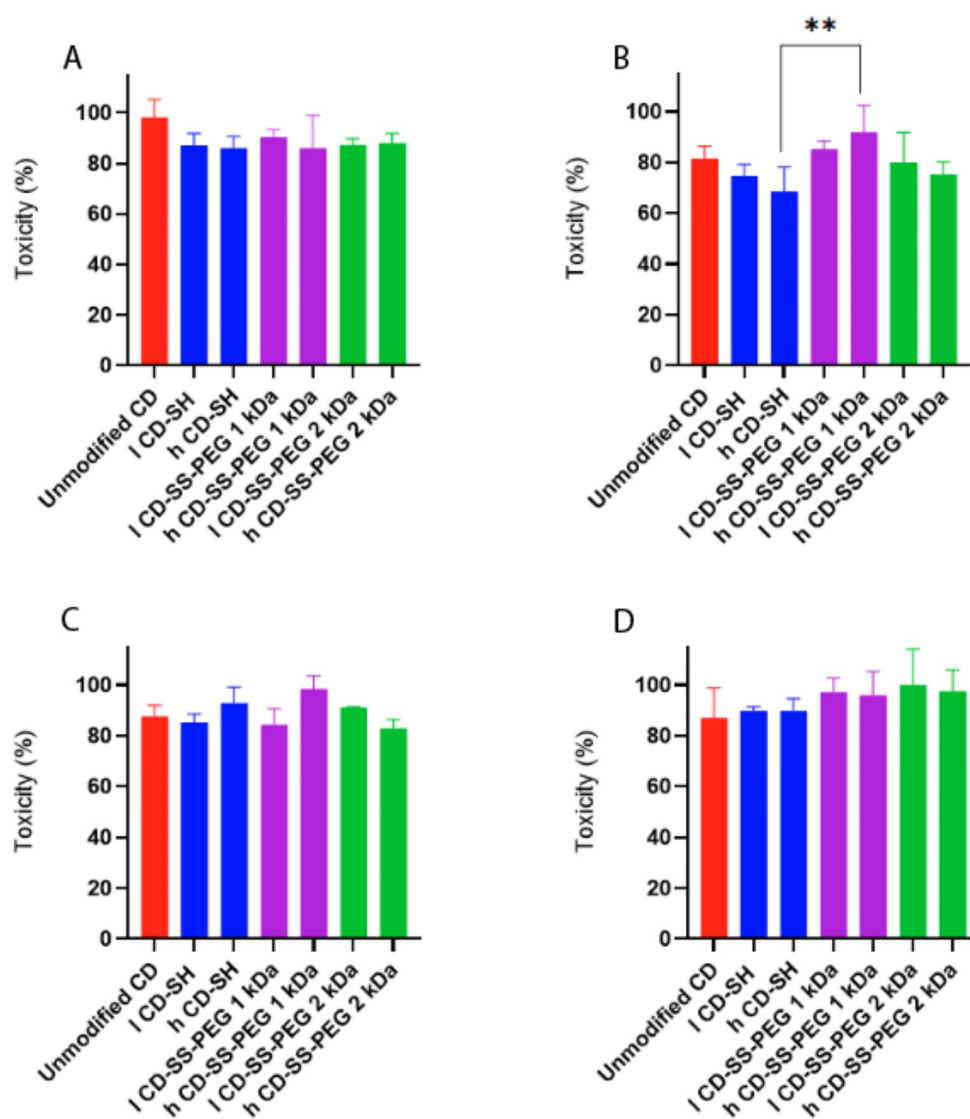 A
Toxicity (%)
100
80
60
40
20
0
Unmodified CD
l CD-SH
h CD-SH
l CD-SS-PEG 1 kDa
h CD-SS-PEG 1 kDa
l CD-SS-PEG 2 kDa
h CD-SS-PEG 2 kDa
B
**
Toxicity (%)
100
80
60
40
20
0
Unmodified CD
l CD-SH
h CD-SH
l CD-SS-PEG 1 kDa
h CD-SS-PEG 1 kDa
l CD-SS-PEG 2 kDa
h CD-SS-PEG 2 kDa
C
Toxicity (%)
100
80
60
40
20
0
Unmodified CD
l CD-SH
h CD-SH
l CD-SS-PEG 1 kDa
h CD-SS-PEG 1 kDa
l CD-SS-PEG 2 kDa
h CD-SS-PEG 2 kDa
D
Toxicity (%)
100
80
60
40
20
0
Unmodified CD
l CD-SH
h CD-SH
l CD-SS-PEG 1 kDa
h CD-SS-PEG 1 kDa
l CD-SS-PEG 2 kDa
h CD-SS-PEG 2 kDa